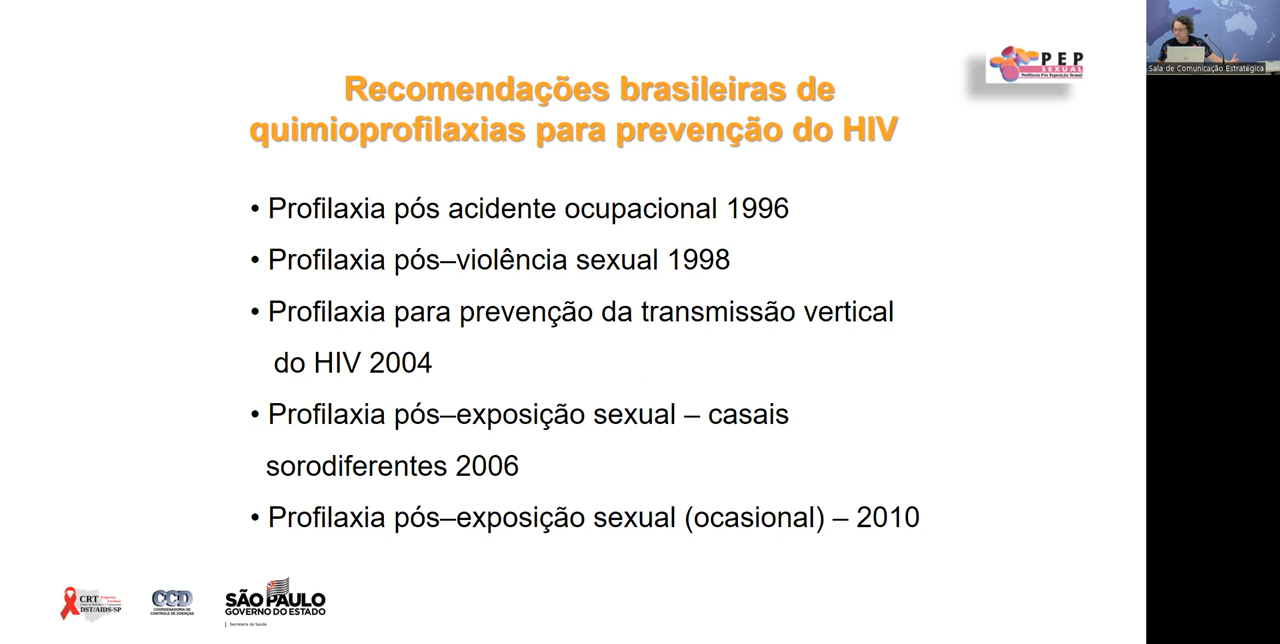 Recomendações brasileiras de
quimioprofilaxias para prevenção do HIV
PEP
SEXUAL
Profilaxia Pós Exposição Sexual
Sala de Comunicação Estratégica
• Profilaxia pós acidente ocupacional 1996
• Profilaxia pós–violência sexual 1998
• Profilaxia para prevenção da transmissão vertical
do HIV 2004
• Profilaxia pós–exposição sexual – casais
sorodiferentes 2006
• Profilaxia pós–exposição sexual (ocasional) – 2010
CRT
DST/AIDS-SP
CCD
COORDENADORIA DE
CONTROLE DE DOENÇAS
SÃO PAULO
GOVERNO DO ESTADO
Secretaria da Saúde